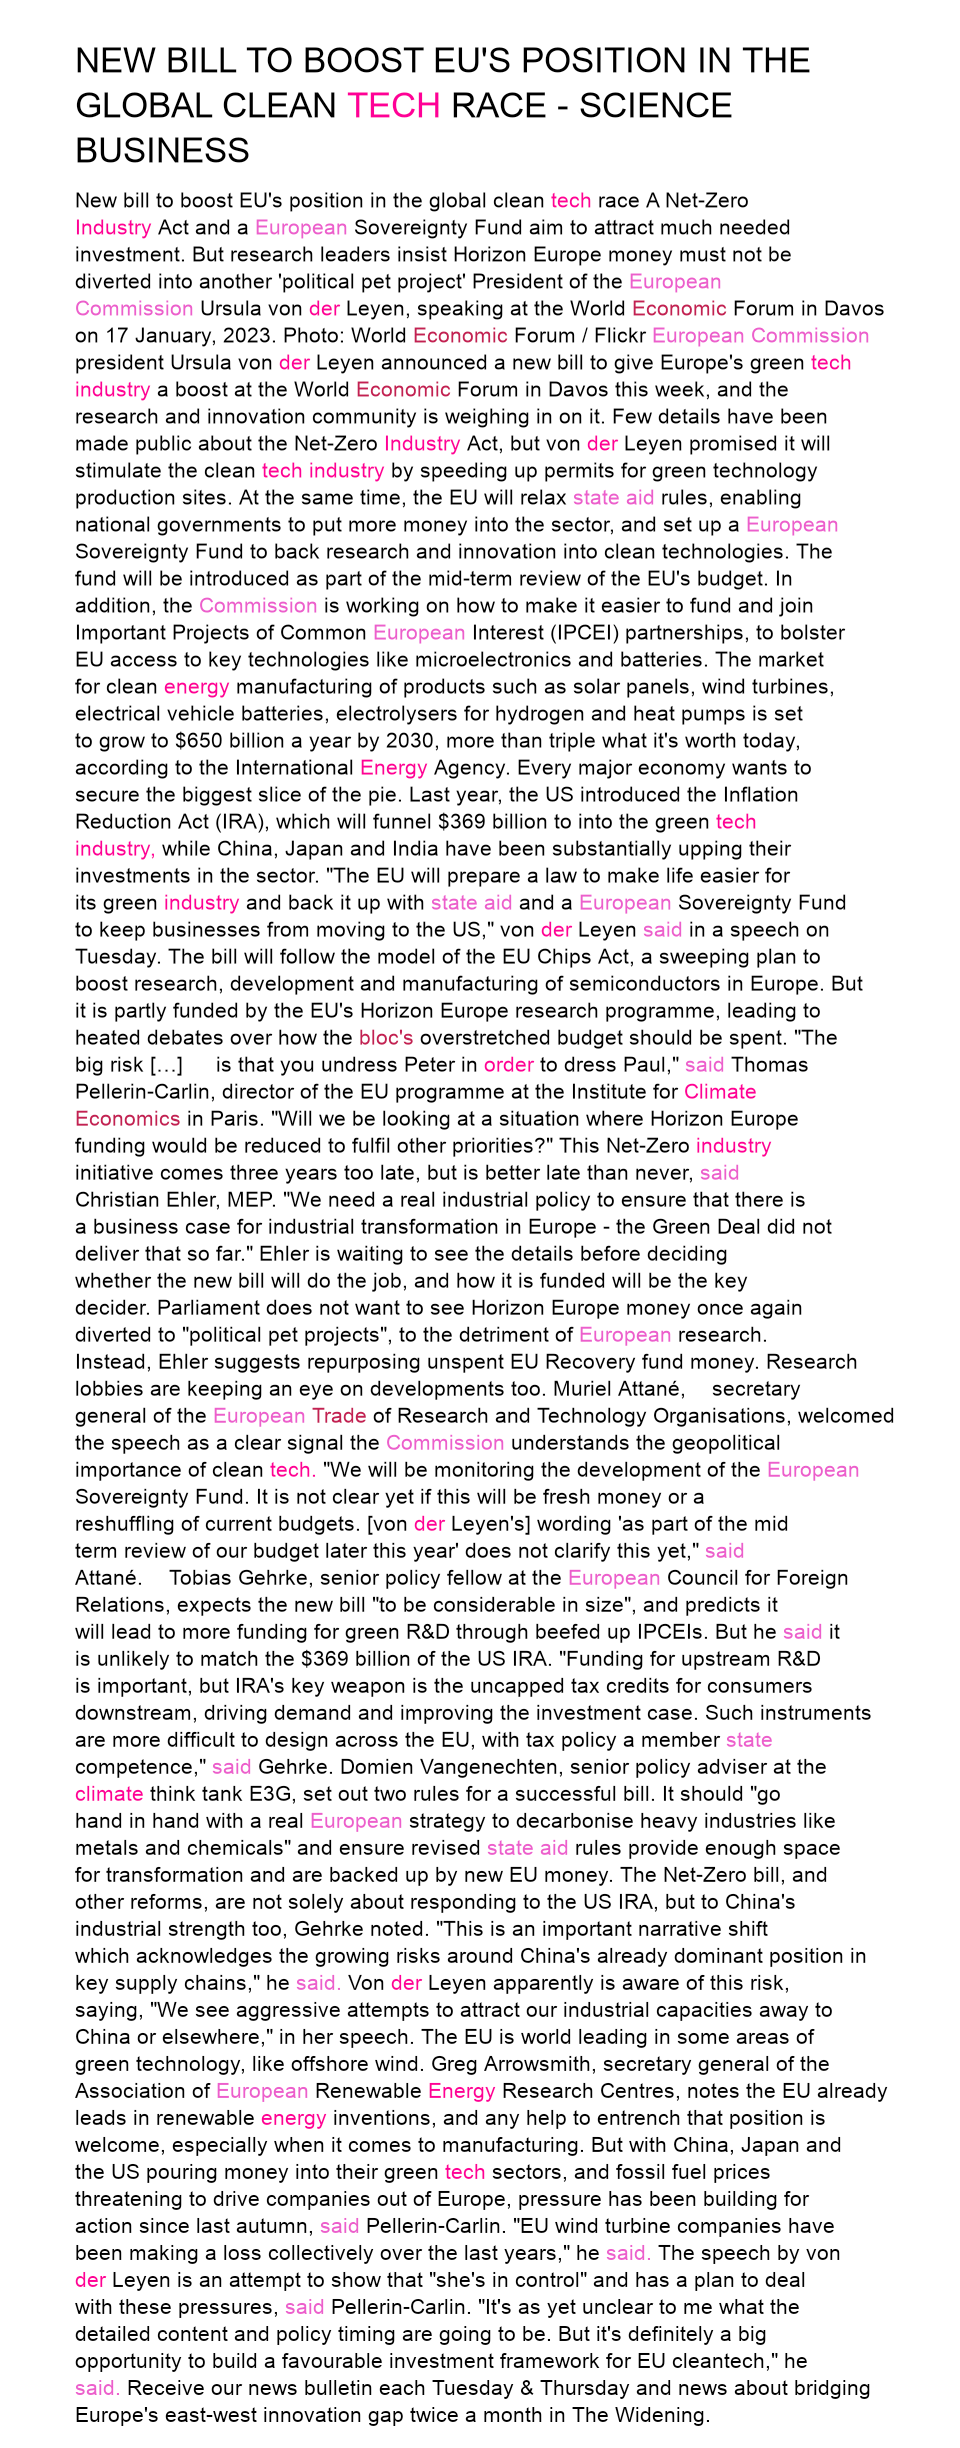 NEW BILL TO BOOST EU'S POSITION IN THE
GLOBAL CLEAN TECH RACE - SCIENCE
BUSINESS
New bill to boost EU's position in the global clean tech race A Net-Zero
Industry Act and a European Sovereignty Fund aim to attract much needed
investment. But research leaders insist Horizon Europe money must not be
diverted into another 'political pet project' President of the European
Commission Ursula von der Leyen, speaking at the World Economic Forum in Davos
on 17 January, 2023. Photo: World Economic Forum / Flickr European Commission
president Ursula von der Leyen announced a new bill to give Europe's green tech
industry a boost at the World Economic Forum in Davos this week, and the
research and innovation community is weighing in on it. Few details have been
made public about the Net-Zero Industry Act, but von der Leyen promised it will
stimulate the clean tech industry by speeding up permits for green technology
production sites. At the same time, the EU will relax state aid rules, enabling
national governments to put more money into the sector, and set up a European
Sovereignty Fund to back research and innovation into clean technologies. The
fund will be introduced as part of the mid-term review of the EU's budget. In
addition, the Commission is working on how to make it easier to fund and join
Important Projects of Common European Interest (IPCEI) partnerships, to bolster
EU access to key technologies like microelectronics and batteries. The market
for clean energy manufacturing of products such as solar panels, wind turbines,
electrical vehicle batteries, electrolysers for hydrogen and heat pumps is set
to grow to $650 billion a year by 2030, more than triple what it's worth today,
according to the International Energy Agency. Every major economy wants to
secure the biggest slice of the pie. Last year, the US introduced the Inflation
Reduction Act (IRA), which will funnel $369 billion to into the green tech
industry, while China, Japan and India have been substantially upping their
investments in the sector. "The EU will prepare a law to make life easier for
its green industry and back it up with state aid and a European Sovereignty Fund
to keep businesses from moving to the US," von der Leyen said in a speech on
Tuesday. The bill will follow the model of the EU Chips Act, a sweeping plan to
boost research, development and manufacturing of semiconductors in Europe. But
it is partly funded by the EU's Horizon Europe research programme, leading to
heated debates over how the bloc's overstretched budget should be spent. "The
big risk [...] is that you undress Peter in order to dress Paul," said Thomas
Pellerin-Carlin, director of the EU programme at the Institute for Climate
Economics in Paris. "Will we be looking at a situation where Horizon Europe
funding would be reduced to fulfil other priorities?" This Net-Zero industry
initiative comes three years too late, but is better late than never, said
Christian Ehler, MEP. "We need a real industrial policy to ensure that there is
a business case for industrial transformation in Europe - the Green Deal did not
deliver that so far." Ehler is waiting to see the details before deciding
whether the new bill will do the job, and how it is funded will be the key
decider. Parliament does not want to see Horizon Europe money once again
diverted to "political pet projects", to the detriment of European research.
Instead, Ehler suggests repurposing unspent EU Recovery fund money. Research
lobbies are keeping an eye on developments too. Muriel Attané, secretary
general of the European Trade of Research and Technology Organisations, welcomed
the speech as a clear signal the Commission understands the geopolitical
importance of clean tech. "We will be monitoring the development of the European
Sovereignty Fund. It is not clear yet if this will be fresh money or a
reshuffling of current budgets. [von der Leyen's] wording 'as part of the mid
term review of our budget later this year' does not clarify this yet," said
Attané. Tobias Gehrke, senior policy fellow at the European Council for Foreign
Relations, expects the new bill "to be considerable in size", and predicts it
will lead to more funding for green R&D through beefed up IPCEIs. But he said it
is unlikely to match the $369 billion of the US IRA. "Funding for upstream R&D
is important, but IRA's key weapon is the uncapped tax credits for consumers
downstream, driving demand and improving the investment case. Such instruments
are more difficult to design across the EU, with tax policy a member state
competence," said Gehrke. Domien Vangenechten, senior policy adviser at the
climate think tank E3G, set out two rules for a successful bill. It should "go
hand in hand with a real European strategy to decarbonise heavy industries like
metals and chemicals" and ensure revised state aid rules provide enough space
for transformation and are backed up by new EU money. The Net-Zero bill, and
other reforms, are not solely about responding to the US IRA, but to China's
industrial strength too, Gehrke noted. "This is an important narrative shift
which acknowledges the growing risks around China's already dominant position in
key supply chains," he said. Von der Leyen apparently is aware of this risk,
saying, "We see aggressive attempts to attract our industrial capacities away to
China or elsewhere," in her speech. The EU is world leading in some areas of
green technology, like offshore wind. Greg Arrowsmith, secretary general of the
Association of European Renewable Energy Research Centres, notes the EU already
leads in renewable energy inventions, and any help to entrench that position is
welcome, especially when it comes to manufacturing. But with China, Japan and
the US pouring money into their green tech sectors, and fossil fuel prices
threatening to drive companies out of Europe, pressure has been building for
action since last autumn, said Pellerin-Carlin. "EU wind turbine companies have
been making a loss collectively over the last years," he said. The speech by von
der Leyen is an attempt to show that "she's in control" and has a plan to deal
with these pressures, said Pellerin-Carlin. "It's as yet unclear to me what the
detailed content and policy timing are going to be. But it's definitely a big
opportunity to build a favourable investment framework for EU cleantech," he
said. Receive our news bulletin each Tuesday & Thursday and news about bridging
Europe's east-west innovation gap twice a month in The Widening.